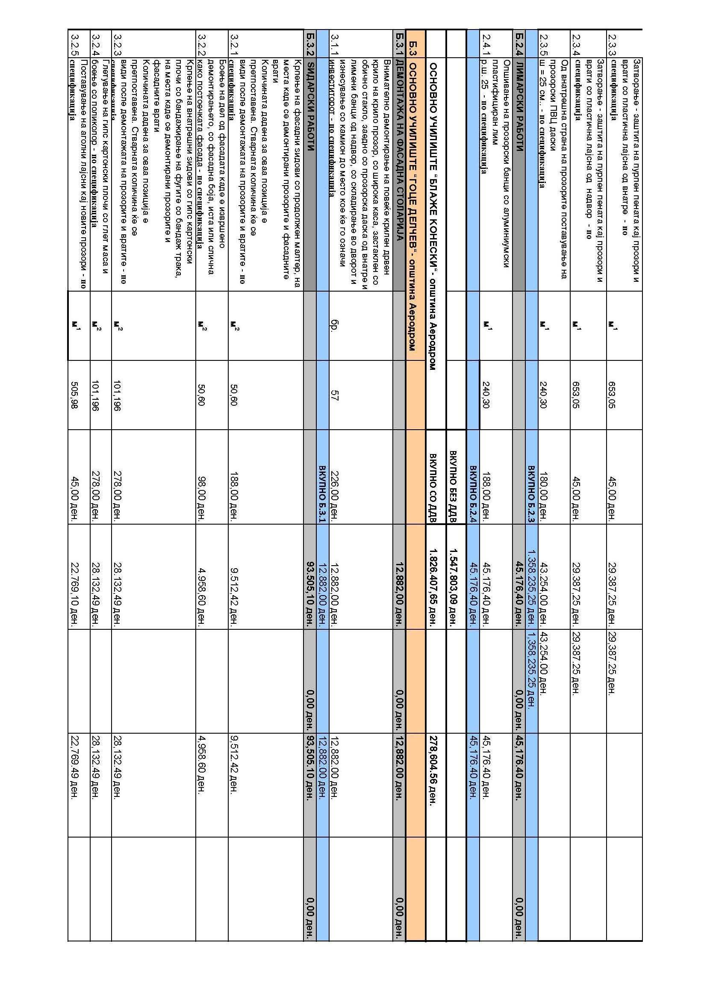 Затворање - заштита на пурпен пената кај прозори и
2.3.3 врати со пластична лајсна од внатре - по
спецификација м¹ 653,05 45,00 ден. 29.387,25 ден. 29,387.25 ден.
Затворање - заштита на пурпен пената кај прозори и
врати со пластична лајсна од надвор - по
2.3.4 спецификација м¹ 653,05 45,00 ден. 29.387,25 ден. 29,387.25 ден.
Од внатрешна страна на прозорите поставување на
прозорски ПВЦ даски
2.3.5 ш = 25 см.. - по спецификација м¹ 240,30 180,00 ден. 43.254,00 ден. 43,254.00 ден.
ВКУПНО Б.2.3 1.358.235,25 ден. 1,358,235.25 ден.
Б.2.4 ЛИМАРСКИ РАБОТИ 45.176,40 ден. 0,00 ден. 45,176.40 ден. 0,00 ден.
Опшивање на прозорски банци со алуминиумски
пластифициран лим
2.4.1 р.ш. 25 - по спецификација м¹ 240,30 188,00 ден. 45.176,40 ден. 45,176.40 ден.
ВКУПНО Б.2.4 45.176,40 ден. 45,176.40 ден.
ВКУПНО БЕЗ ДДВ 1.547.803,09 ден.
ОСНОВНО УЧИЛИШТЕ “БЛАЖЕ КОНЕСКИ“- општина Аеродром ВКУПНО СО ДДВ 1.826.407,65 ден. 278,604.56 ден.
Б.3 ОСНОВНО УЧИЛИШТЕ “ГОЦЕ ДЕЛЧЕВ“- општина Аеродром
Б.3.1 ДЕМОНТАЖА НА ФАСАДНА СТОЛАРИЈА 12.882,00 ден. 0,00 ден. 12,882.00 ден. 0,00 ден.
Внимателно демонтирање на повеќе крилен дрвен
крило на крило прозор, со широка каса, застаклен со
обично стакло, заедно со прозорска даска од внатре и
лимени банци од надвор, со складирање во дворот и
изнесување со камион до место кое ќе го означи
3.1.1 инвеститорот - по спецификација бр. 57 226,00 ден. 12.882,00 ден. 12,882.00 ден.
ВКУПНО Б.3.1 12.882,00 ден. 12,882.00 ден.
Б.3.2 ЅИДАРСКИ РАБОТИ 93.505,10 ден. 0,00 ден. 93,505.10 ден. 0,00 ден.
Крпење на фасадни ѕидови со продолжен малтер, на
места каде се демонтирани прозорите и фасадните
врати
Количината дадена за оваа позиција е
претпоставена. Стварната количина ќе се
види после демонтажата на прозорите и вратите - по
3.2.1 спецификација м² 50,60 188,00 ден. 9.512,42 ден. 9,512.42 ден.
Боење на дел од фасадата каде е извршено
демонтирањето, со фасадна боја, иста или слична
3.2.2 како постоечката фасада - по спецификација м² 50,60 98,00 ден. 4.958,60 ден. 4,958.60 ден.
Крпење на внатрешни ѕидови со гипс картонски
плочи со бандажирање на фугите со бандаж трака,
на места каде се демонтирани прозорите и
фасадните врати
Количината дадена за оваа позиција е
претпоставена. Стварната количина ќе се
види после демонтажата на прозорите и вратите - по
3.2.3 спецификација м² 101,196 278,00 ден. 28.132,49 ден. 28,132.49 ден.
Глетување на гипс картонски плочи со глет маса и
3.2.4 боење со поликолор - по спецификација м² 101,196 278,00 ден. 28.132,49 ден. 28,132.49 ден.
Поставување на аголни лајсни кај новите прозори - по
3.2.5 спецификација м¹ 505,98 45,00 ден. 22.769,10 ден. 22,769.49 ден.